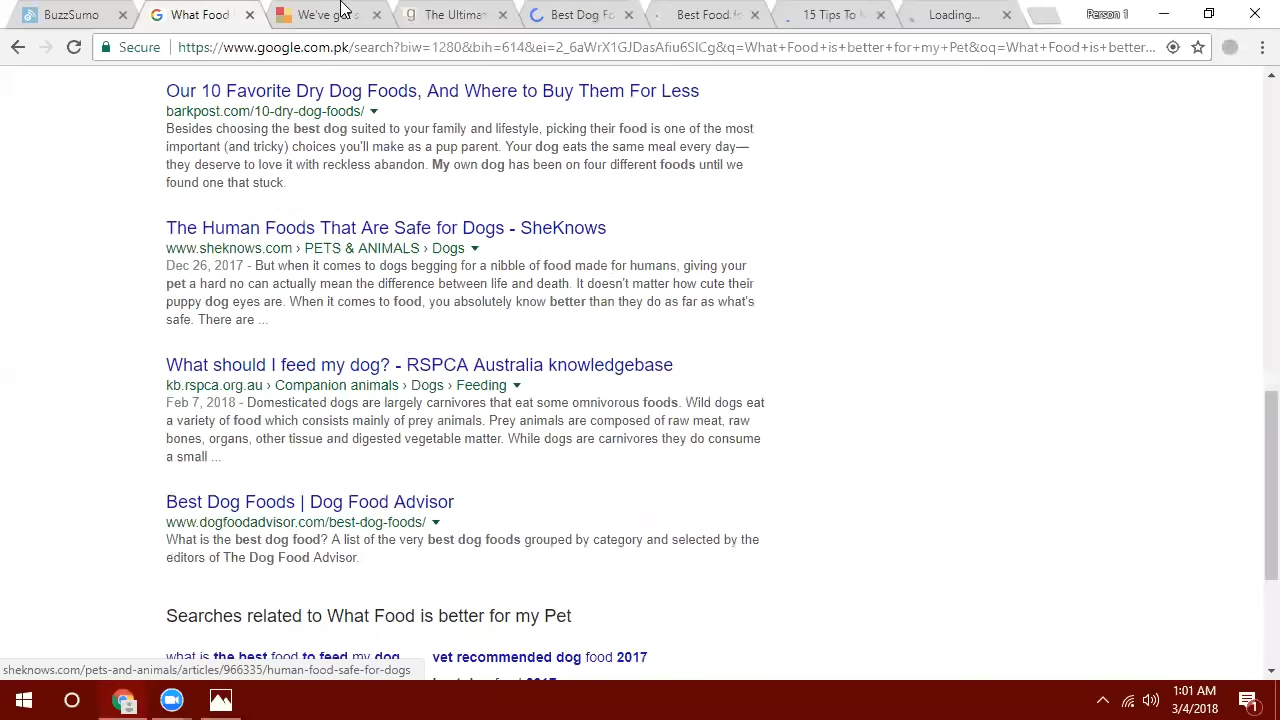 BuzzSumo
What Food
We've g
The Ultima
Best Dog Fo
Best Food
15 Tips To
Loading...
Person 1
Secure
https://www.google.com.pk/search?biw=1280&bih=614&ei=2_6aWrX1GJDasAfiu6SICg&q=What+Food+is+better+for+my+Pet&oq=What+Food+is+better...
Our 10 Favorite Dry Dog Foods, And Where to Buy Them For Less
barkpost.com/10-dry-dog-foods/
Besides choosing the best dog suited to your family and lifestyle, picking their food is one of the most
important (and tricky) choices you'll make as a pup parent. Your dog eats the same meal every day—
they deserve to love it with reckless abandon. My own dog has been on four different foods until we
found one that stuck.
The Human Foods That Are Safe for Dogs - SheKnows
www.sheknows.com › PETS & ANIMALS › Dogs
Dec 26, 2017 - But when it comes to dogs begging for a nibble of food made for humans, giving your
pet a hard no can actually mean the difference between life and death. It doesn't matter how cute their
puppy dog eyes are. When it comes to food, you absolutely know better than they do as far as what's
safe. There are ...
What should I feed my dog? - RSPCA Australia knowledgebase
kb.rspca.org.au › Companion animals › Dogs › Feeding
Feb 7, 2018 - Domesticated dogs are largely carnivores that eat some omnivorous foods. Wild dogs eat
a variety of food which consists mainly of prey animals. Prey animals are composed of raw meat, raw
bones, organs, other tissue and digested vegetable matter. While dogs are carnivores they do consume
a small ...
Best Dog Foods | Dog Food Advisor
www.dogfoodadvisor.com/best-dog-foods/
What is the best dog food? A list of the very best dog foods grouped by category and selected by the
editors of The Dog Food Advisor.
Searches related to What Food is better for my Pet
what is the best food to feed my dog
vet recommended dog food 2017
sheknows.com/pets-and-animals/articles/966335/human-food-safe-for-dogs
1:01 AM
3/4/2018
1